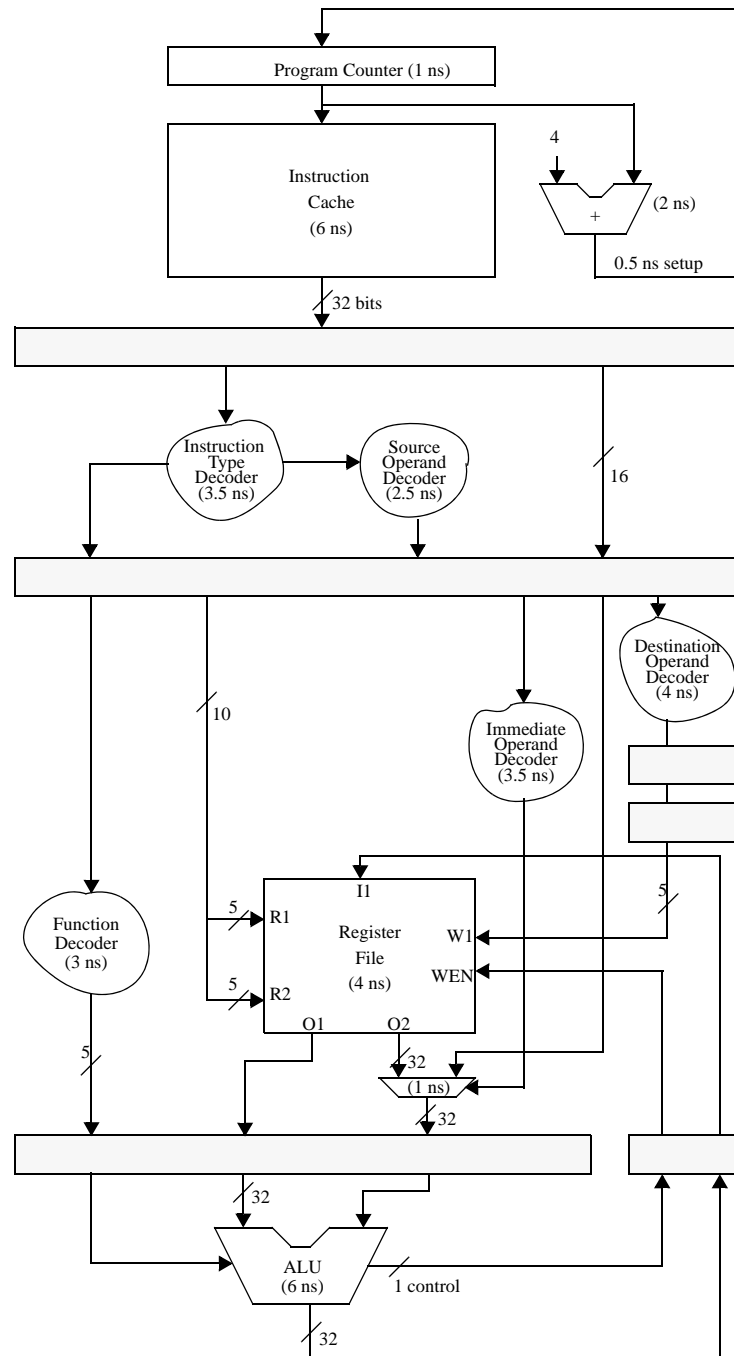 Program Counter (1 ns)
Instruction
Cache
(6 ns)
4
+
(2 ns)
0.5 ns setup
32 bits
Instruction
Type
Decoder
(3.5 ns)
Source
Operand
Decoder
(2.5 ns)
16
10
Destination
Operand
Decoder
(4 ns)
Immediate
Operand
Decoder
(3.5 ns)
I1
5
5
R1
Register
File
(4 ns)
W1
WEN
Function
Decoder
(3 ns)
5
R2
O1
O2
5
32
(1 ns)
32
32
ALU
(6 ns)
1 control
32